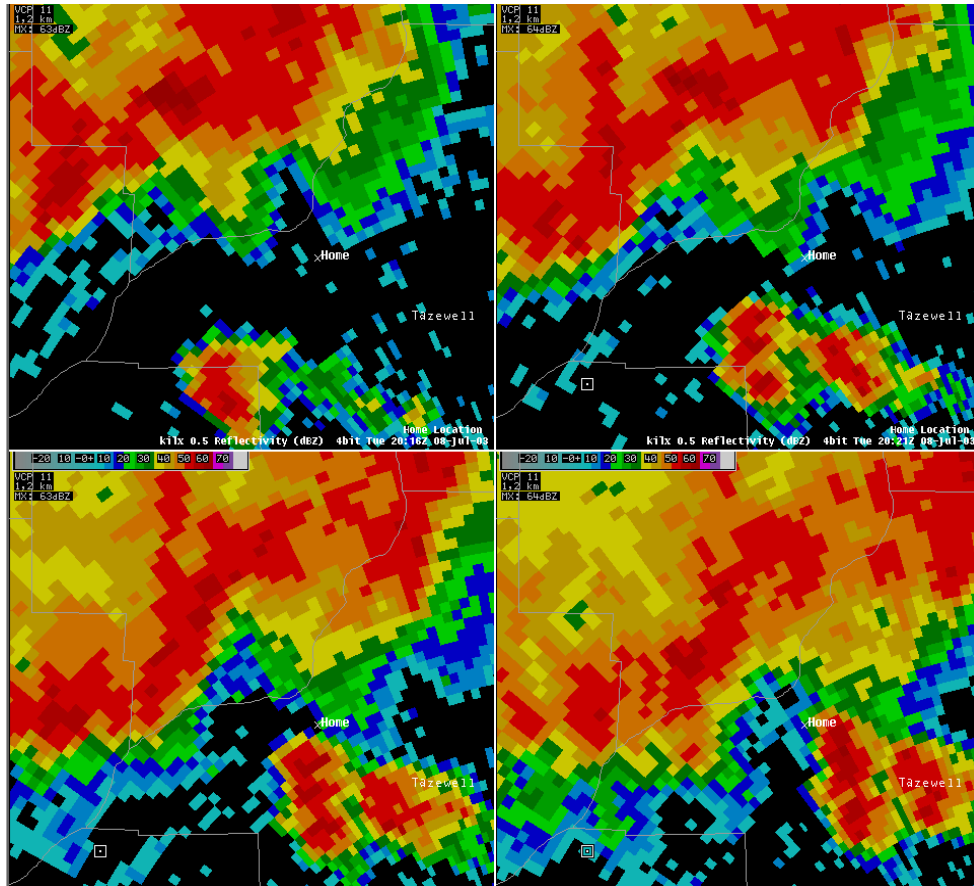 VCP 11
1,2 km
MX: 63dBZ
Home
Tazewell
Home Location
kilx 0.5 Reflectivity (dBZ) 4bit Tue 20:16Z 08-Jul-03
VCP 11
1,2 km
MX: 64dBZ
Home
Tazewell
Home Location
kilx 0.5 Reflectivity (dBZ) 4bit Tue 20:21Z 08-Jul-03
-20 10 -0+ 10 20 30 40 50 60 70
VCP 11
1,2 km
MX: 63dBZ
Home
Tazewell
-20 10 -0+ 10 20 30 40 50 60 70
VCP 11
1,2 km
MX: 64dBZ
Home
Tazewell